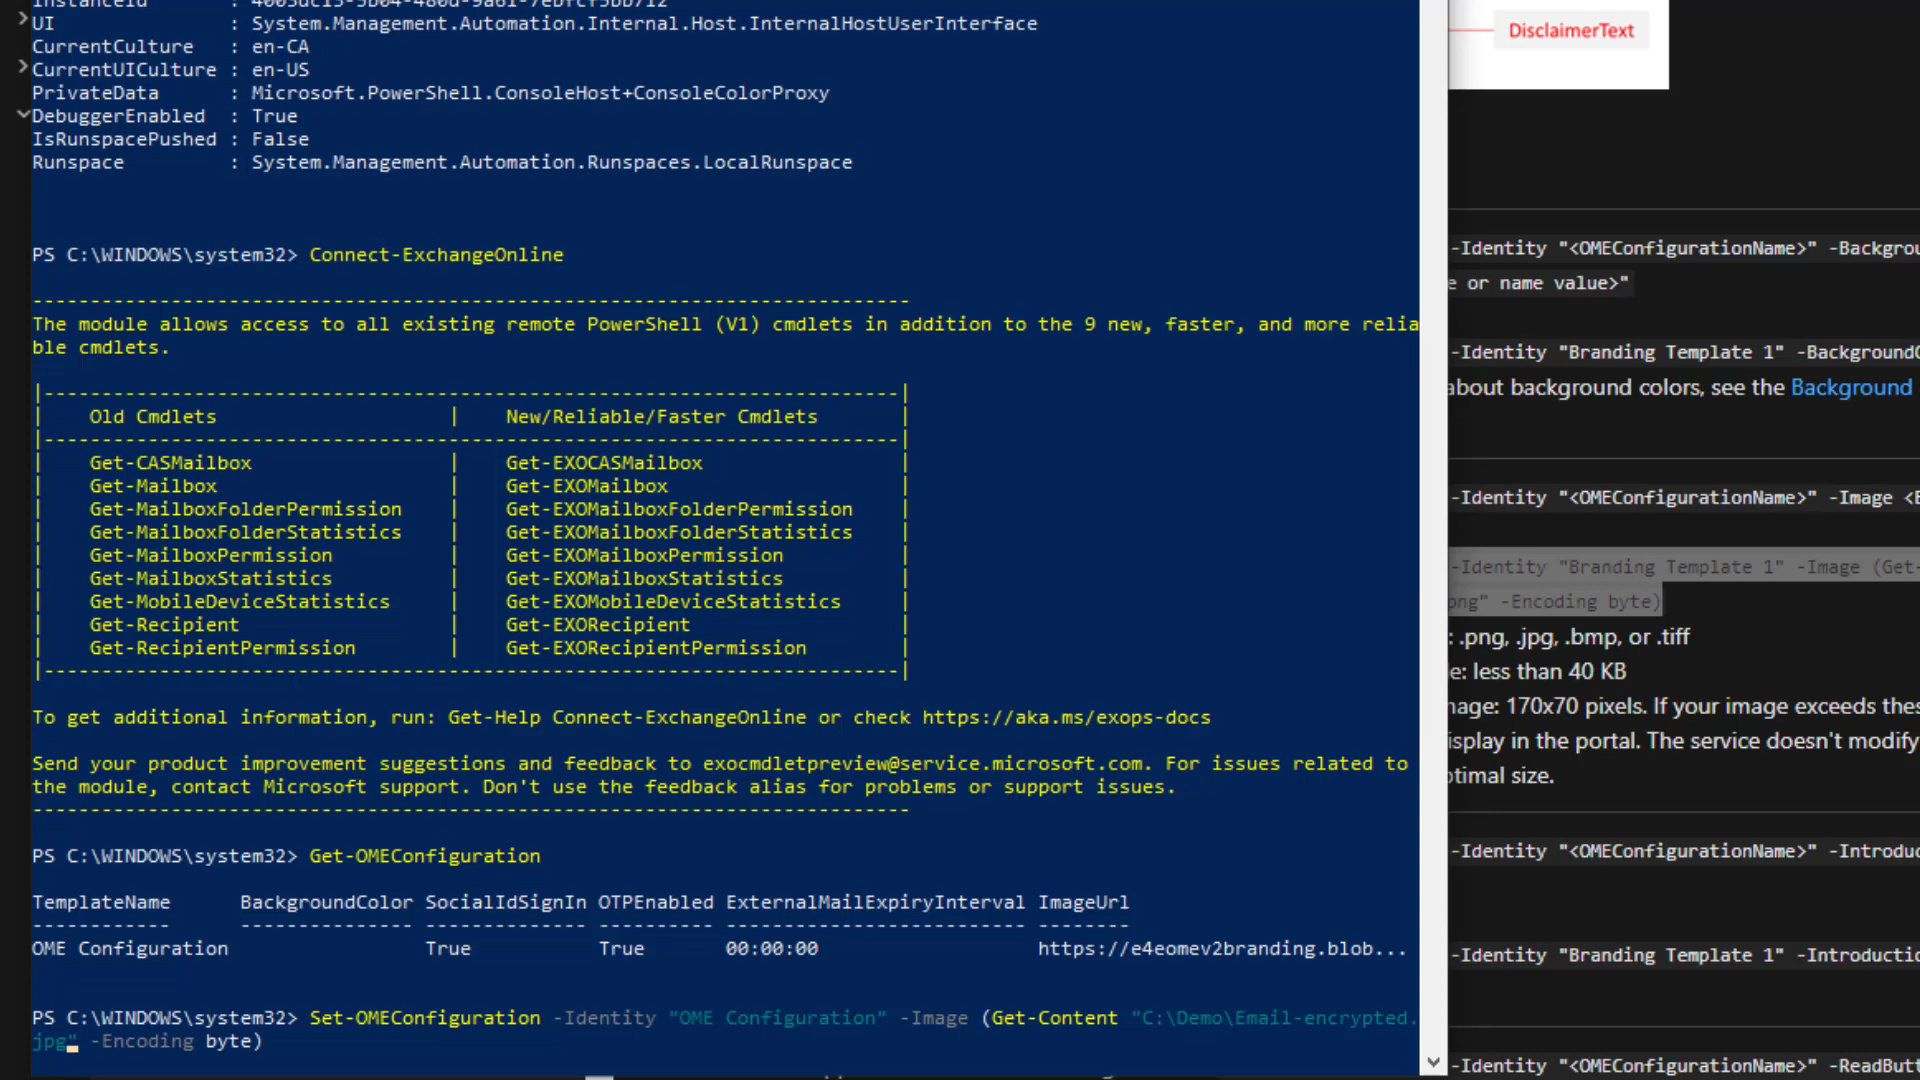 UI                : System.Management.Automation.Internal.Host.InternalHostUserInterface
CurrentCulture    : en-CA
CurrentUICulture  : en-US
PrivateData       : Microsoft.PowerShell.ConsoleHost+ConsoleColorProxy
DebuggerEnabled   : True
IsRunspacePushed  : False
Runspace          : System.Management.Automation.Runspaces.LocalRunspace
PS C:\WINDOWS\system32> Connect-ExchangeOnline
----------------------------------------------------------------------------
The module allows access to all existing remote PowerShell (V1) cmdlets in addition to the 9 new, faster, and more relia
ble cmdlets.
|--------------------------------------------------------------------------|
|    Old Cmdlets                    |    New/Reliable/Faster Cmdlets       |
|--------------------------------------------------------------------------|
|    Get-CASMailbox                 |    Get-EXOCASMailbox                 |
|    Get-Mailbox                    |    Get-EXOMailbox                    |
|    Get-MailboxFolderPermission    |    Get-EXOMailboxFolderPermission    |
|    Get-MailboxFolderStatistics    |    Get-EXOMailboxFolderStatistics    |
|    Get-MailboxPermission          |    Get-EXOMailboxPermission          |
|    Get-MailboxStatistics          |    Get-EXOMailboxStatistics          |
|    Get-MobileDeviceStatistics     |    Get-EXOMobileDeviceStatistics     |
|    Get-Recipient                  |    Get-EXORecipient                  |
|    Get-RecipientPermission        |    Get-EXORecipientPermission        |
|--------------------------------------------------------------------------|
To get additional information, run: Get-Help Connect-ExchangeOnline or check https://aka.ms/exops-docs
Send your product improvement suggestions and feedback to exocmdletpreview@service.microsoft.com. For issues related to
the module, contact Microsoft support. Don't use the feedback alias for problems or support issues.
----------------------------------------------------------------------------
PS C:\WINDOWS\system32> Get-OMEConfiguration
TemplateName      BackgroundColor SocialIdSignIn OTPEnabled ExternalMailExpiryInterval ImageUrl
------------      --------------- -------------- ---------- -------------------------- --------
OME Configuration                 True           True       00:00:00                   https://e4eomev2branding.blob...
PS C:\WINDOWS\system32> Set-OMEConfiguration -Identity "OME Configuration" -Image (Get-Content "C:\Demo\Email-encrypted.
jpg" -Encoding byte)
DisclaimerText
-Identity "<OMEConfigurationName>" -Backgrou
e or name value>"
-Identity "Branding Template 1" -BackgroundC
about background colors, see the Background
-Identity "<OMEConfigurationName>" -Image <B
-Identity "Branding Template 1" -Image (Get-
png" -Encoding byte)
: .png, .jpg, .bmp, or .tiff
e: less than 40 KB
mage: 170x70 pixels. If your image exceeds thes
isplay in the portal. The service doesn't modify
ptimal size.
-Identity "<OMEConfigurationName>" -Introduc
-Identity "Branding Template 1" -Introductio
-Identity "<OMEConfigurationName>" -ReadButt